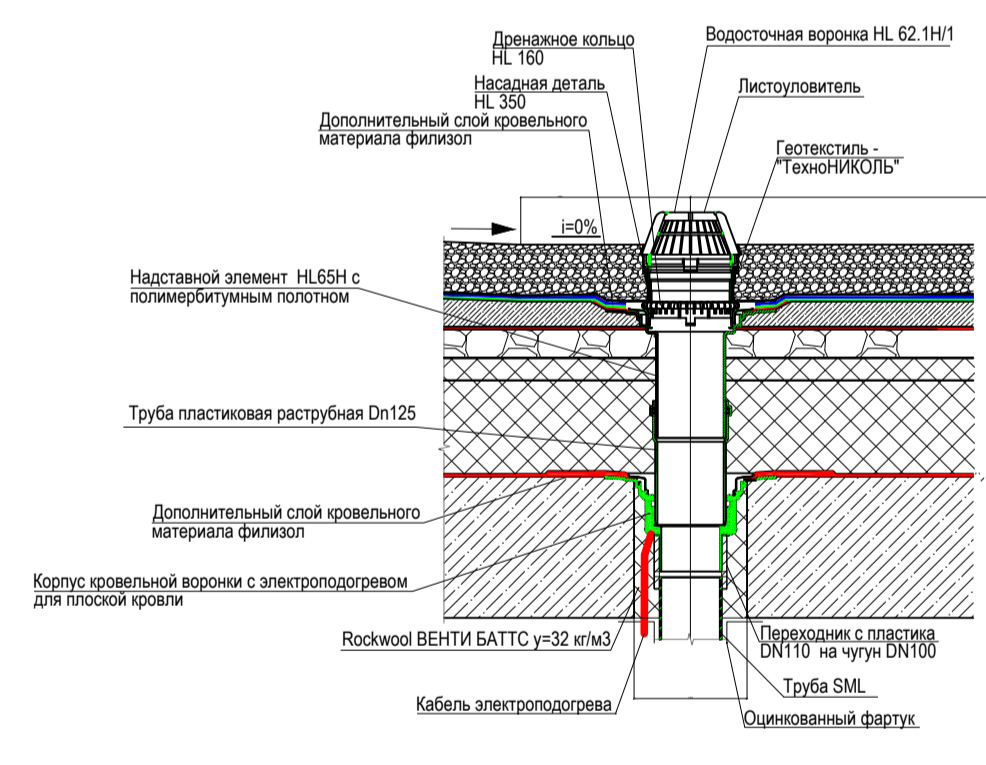 Дренажное кольцо
HL 160
Водосточная воронка HL 62.1H/1
Насадная деталь
HL 350
Листоуловитель
Дополнительный слой кровельного
материала филизол
Геотекстиль -
"ТехноНИКОЛЬ"
i=0%
Надставной элемент HL65H с
полимербитумным полотном
Труба пластиковая раструбная Dn125
Дополнительный слой кровельного
материала филизол
Корпус кровельной воронки с электроподогревом
для плоской кровли
Rockwool ВЕНТИ БАТТС y=32 кг/м3
Переходник с пластика
DN110 на чугун DN100
Труба SML
Кабель электроподогрева
Оцинкованный фартук